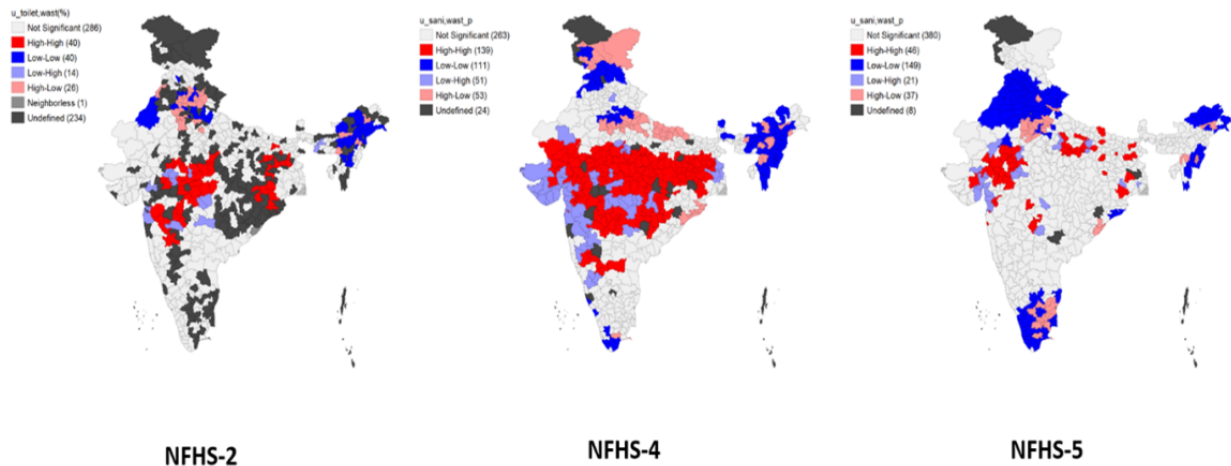 u_toilet,wast(%)
Not Significant (286)
High-High (40)
Low-Low (40)
Low-High (14)
High-Low (26)
Neighborless (1)
Undefined (234)
u_sani,wast_p
Not Significant (263)
High-High (139)
Low-Low (111)
Low-High (51)
High-Low (53)
Undefined (24)
u_sani,wast_p
Not Significant (380)
High-High (46)
Low-Low (149)
Low-High (21)
High-Low (37)
Undefined (8)
NFHS-2
NFHS-4
NFHS-5